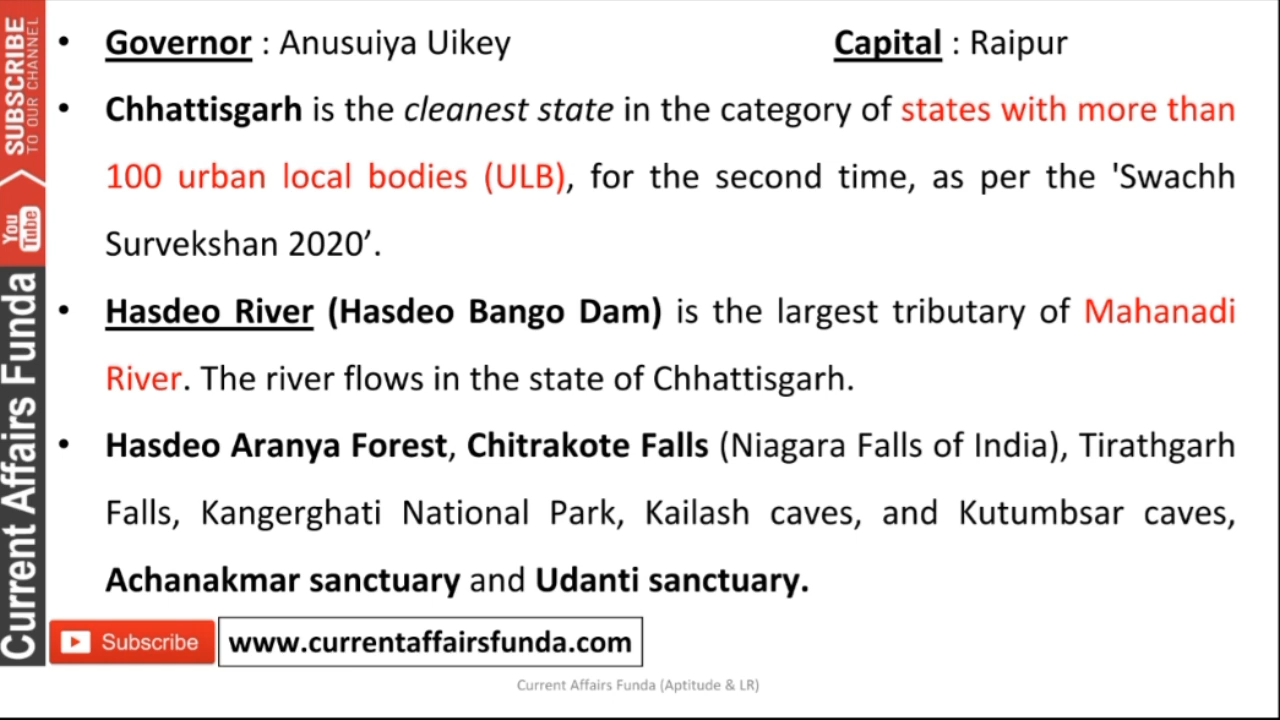 • Governor : Anusuiya Uikey Capital : Raipur
• Chhattisgarh is the cleanest state in the category of states with more than
100 urban local bodies (ULB), for the second time, as per the 'Swachh
Survekshan 2020’.
• Hasdeo River (Hasdeo Bango Dam) is the largest tributary of Mahanadi
River. The river flows in the state of Chhattisgarh.
• Hasdeo Aranya Forest, Chitrakote Falls (Niagara Falls of India), Tirathgarh
Falls, Kangerghati National Park, Kailash caves, and Kutumbsar caves,
Achanakmar sanctuary and Udanti sanctuary.
Subscribe www.currentaffairsfunda.com
Current Affairs Funda (Aptitude & LR)
SUBSCRIBE
TO OUR CHANNEL
You
Tube
Current Affairs Funda